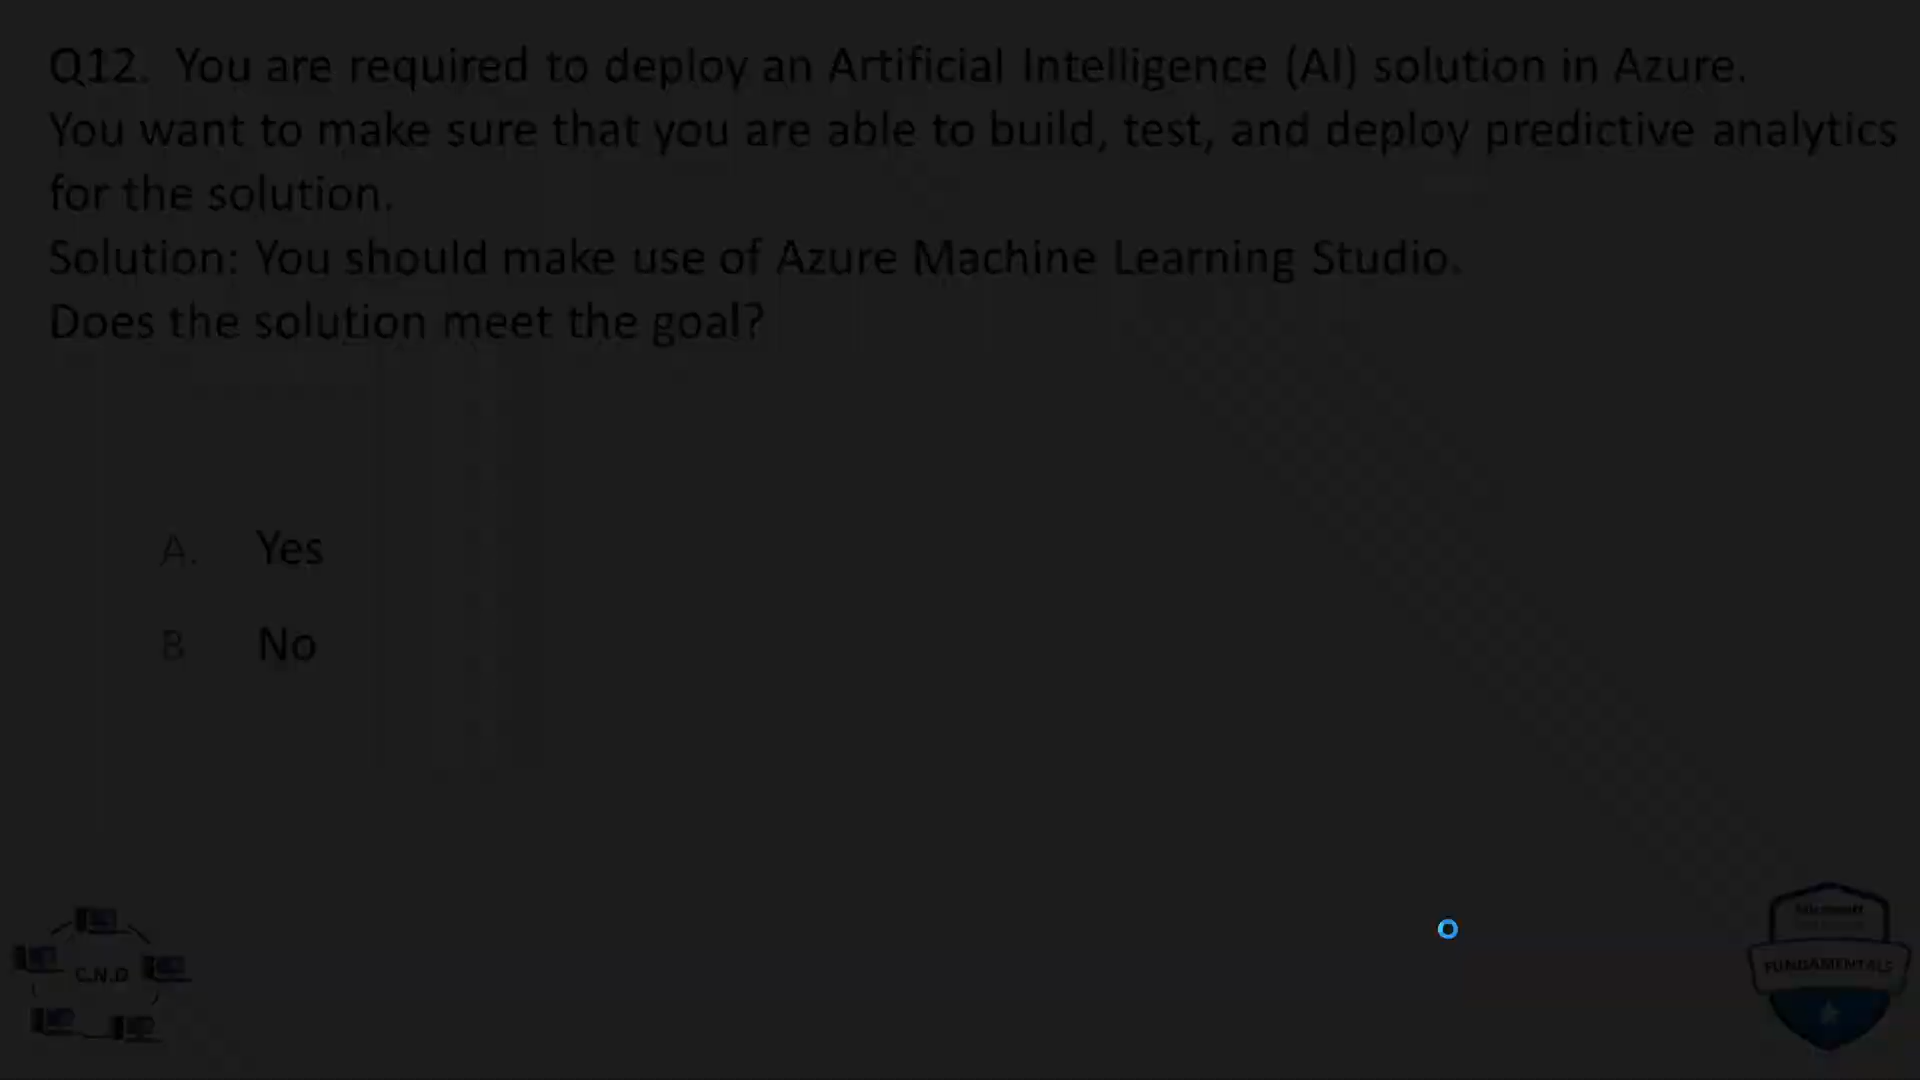 Q12. You are required to deploy an Artificial Intelligence (AI) solution in Azure.
You want to make sure that you are able to build, test, and deploy predictive analytics
for the solution.
Solution: You should make use of Azure Machine Learning Studio.
Does the solution meet the goal?
A. Yes
B No
C.N.D
Microsoft
FUNDAMENTALS